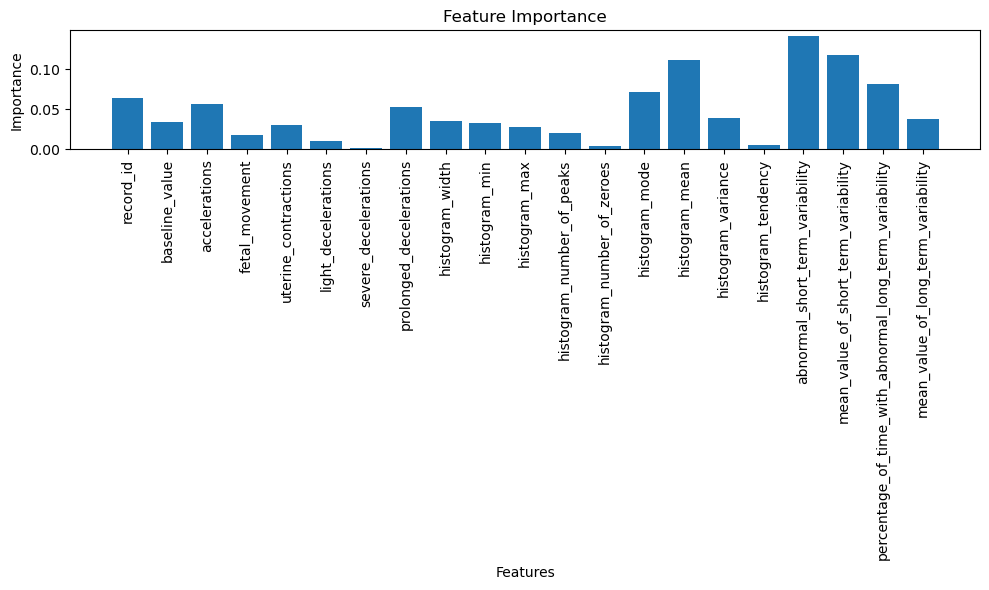 Feature Importance
Importance
0.10
0.05
0.00
record_id
baseline_value
accelerations
fetal_movement
uterine_contractions
light_decelerations
severe_decelerations
prolonged_decelerations
histogram_width
histogram_min
histogram_max
histogram_number_of_peaks
histogram_number_of_zeroes
histogram_mode
histogram_mean
histogram_variance
histogram_tendency
abnormal_short_term_variability
mean_value_of_short_term_variability
percentage_of_time_with_abnormal_long_term_variability
mean_value_of_long_term_variability
Features